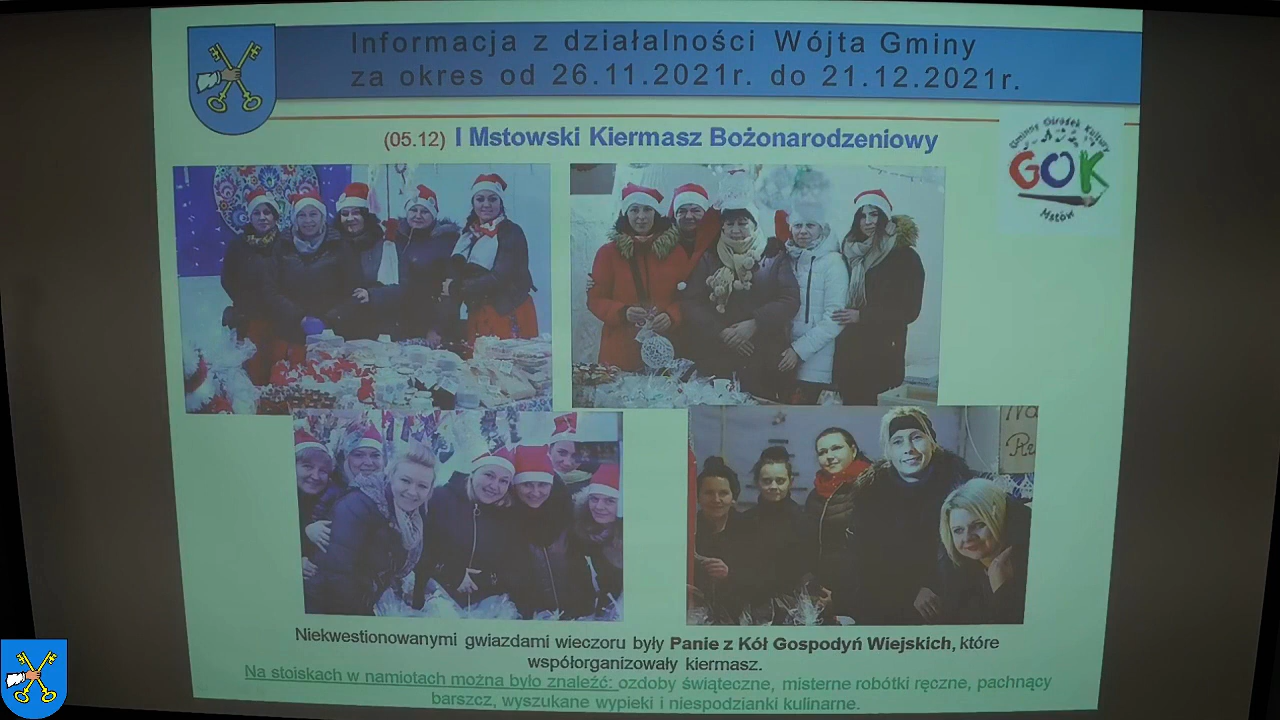 Informacja z działalności Wójta Gminy
za okres od 26.11.2021r. do 21.12.2021r.
(05.12) I Mstowski Kiermasz Bożonarodzeniowy
Gminny Ośrodek Kultury
GOK
Mstów
Na
Niekwestionowanymi gwiazdami wieczoru były Panie z Kół Gospodyń Wiejskich, które
współorganizowały kiermasz.
Na stoiskach w namiotach można było znaleźć: ozdoby świąteczne, misterne robótki ręczne, pachnący
barszcz, wyszukane wypieki i niespodzianki kulinarne.